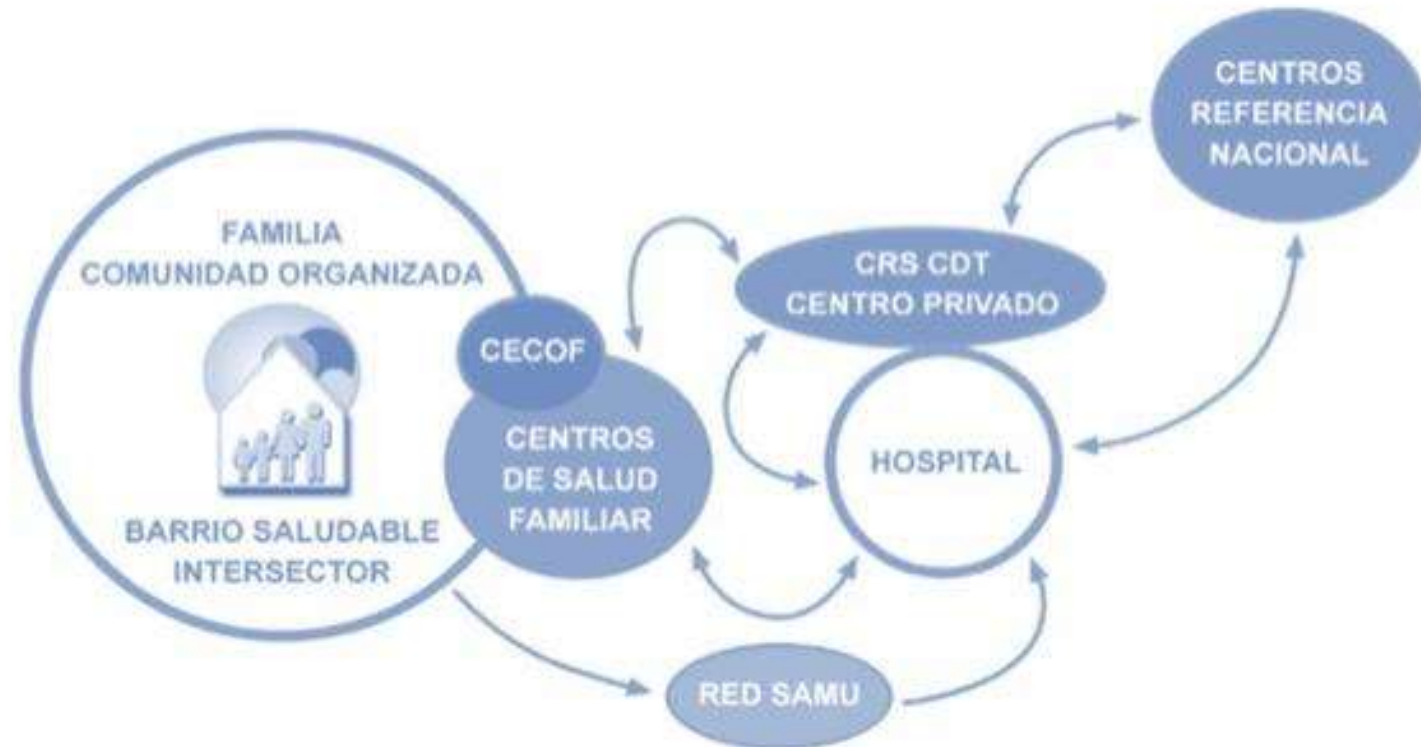 CENTROS
REFERENCIA
NACIONAL
FAMILIA
COMUNIDAD ORGANIZADA
CRS CDT
CENTRO PRIVADO
CECOF
CENTROS
DE SALUD
FAMILIAR
HOSPITAL
BARRIO SALUDABLE
INTERSECTOR
RED SAMU